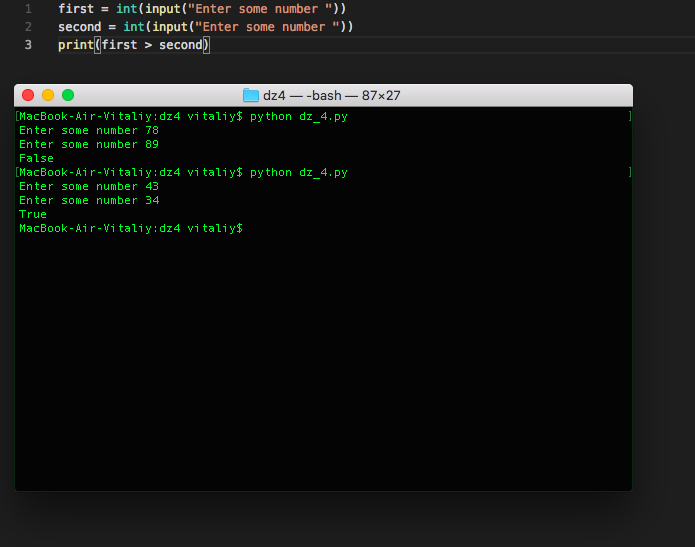 1 first = int(input("Enter some number "))
2 second = int(input("Enter some number "))
3 print(first > second)
dz4 — -bash — 87×27
[MacBook-Air-Vitaliy:dz4 vitaliy$ python dz_4.py ]
Enter some number 78
Enter some number 89
False
[MacBook-Air-Vitaliy:dz4 vitaliy$ python dz_4.py ]
Enter some number 43
Enter some number 34
True
MacBook-Air-Vitaliy:dz4 vitaliy$